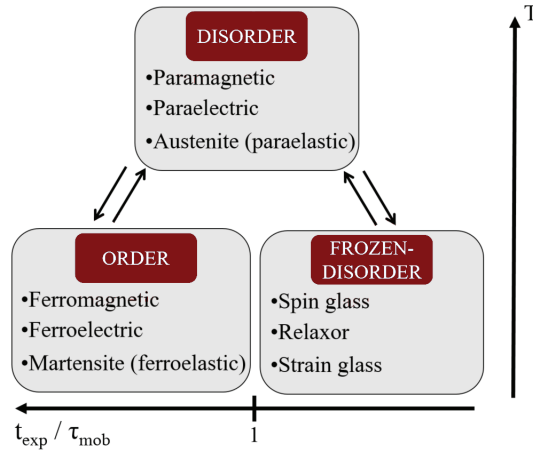 DISORDER
T
•Paramagnetic
•Paraelectric
•Austenite (paraelastic)
ORDER
•Ferromagnetic
•Ferroelectric
•Martensite (ferroelastic)
FROZEN-
DISORDER
•Spin glass
•Relaxor
•Strain glass
t_exp / τ_mob
1